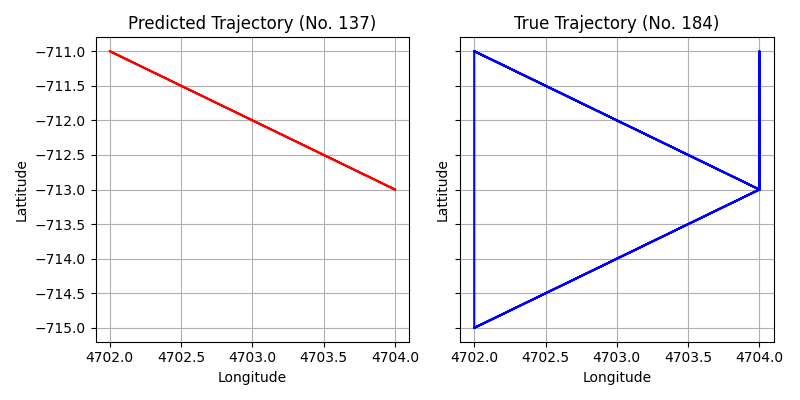 Predicted Trajectory (No. 137)
True Trajectory (No. 184)
−711.0
−711.5
−712.0
−712.5
−713.0
−713.5
−714.0
−714.5
−715.0
Lattitude
Lattitude
4702.0 4702.5 4703.0 4703.5 4704.0
4702.0 4702.5 4703.0 4703.5 4704.0
Longitude
Longitude